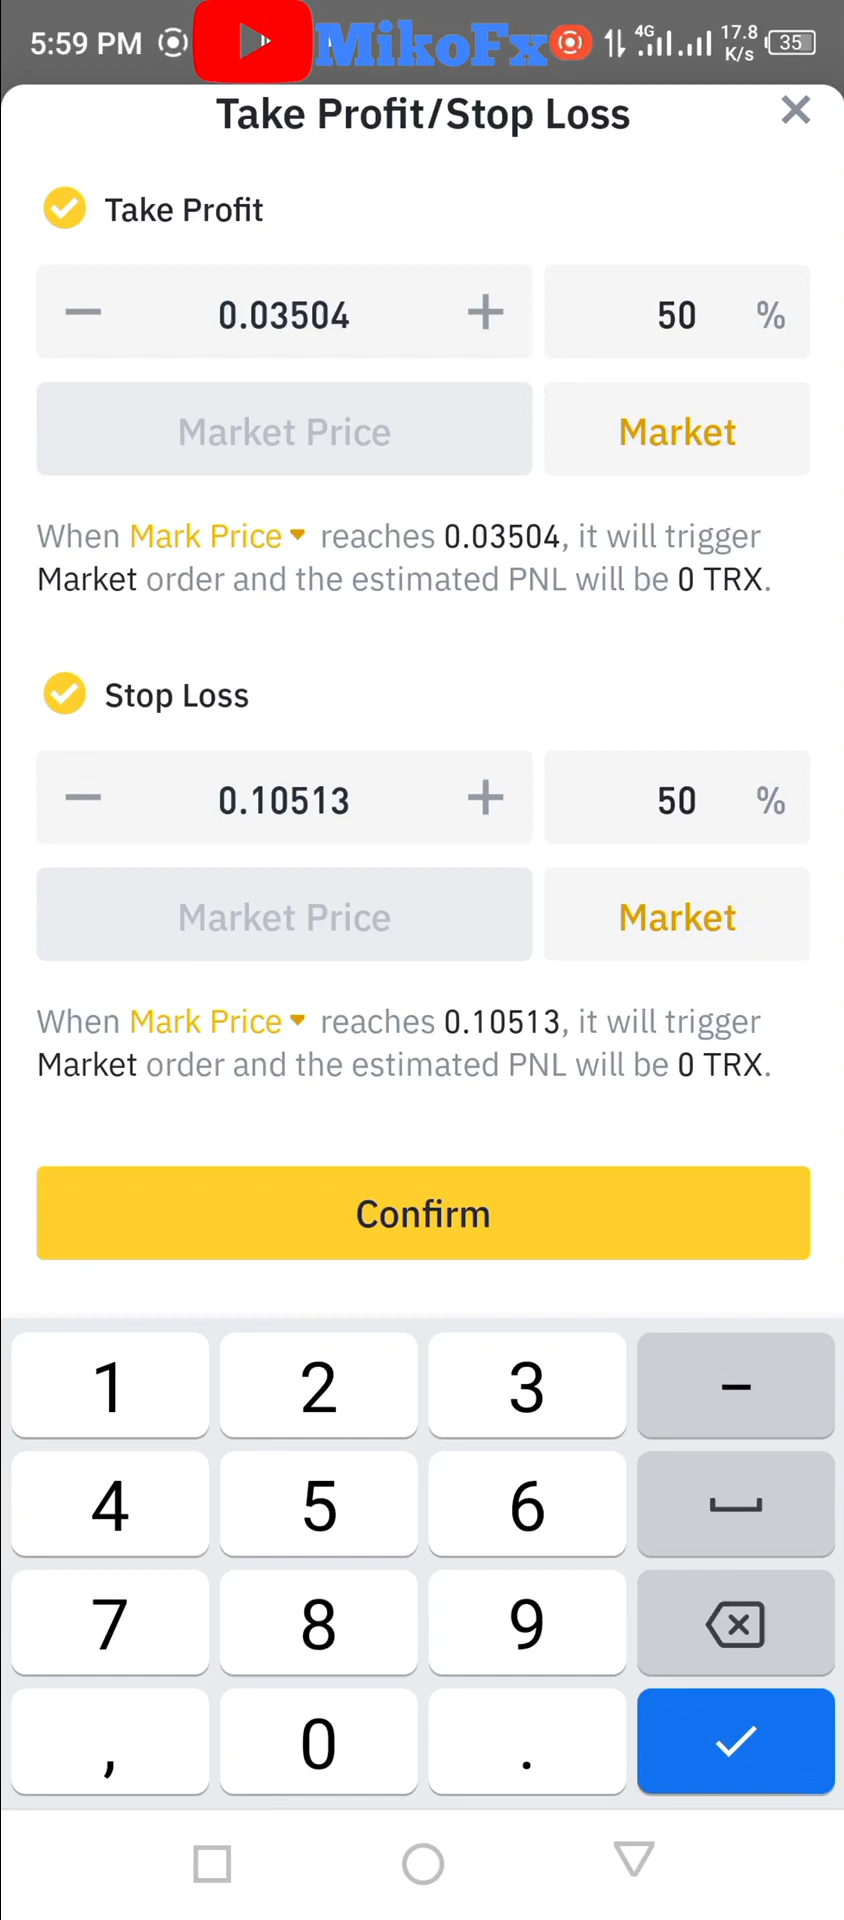 5:59 PM MikoFx 4G 17.8 K/s 35
Take Profit/Stop Loss
Take Profit
0.03504 50 %
Market Price Market
When Mark Price reaches 0.03504, it will trigger
Market order and the estimated PNL will be 0 TRX.
Stop Loss
0.10513 50 %
Market Price Market
When Mark Price reaches 0.10513, it will trigger
Market order and the estimated PNL will be 0 TRX.
Confirm
1 2 3 –
4 5 6
7 8 9
, 0 .